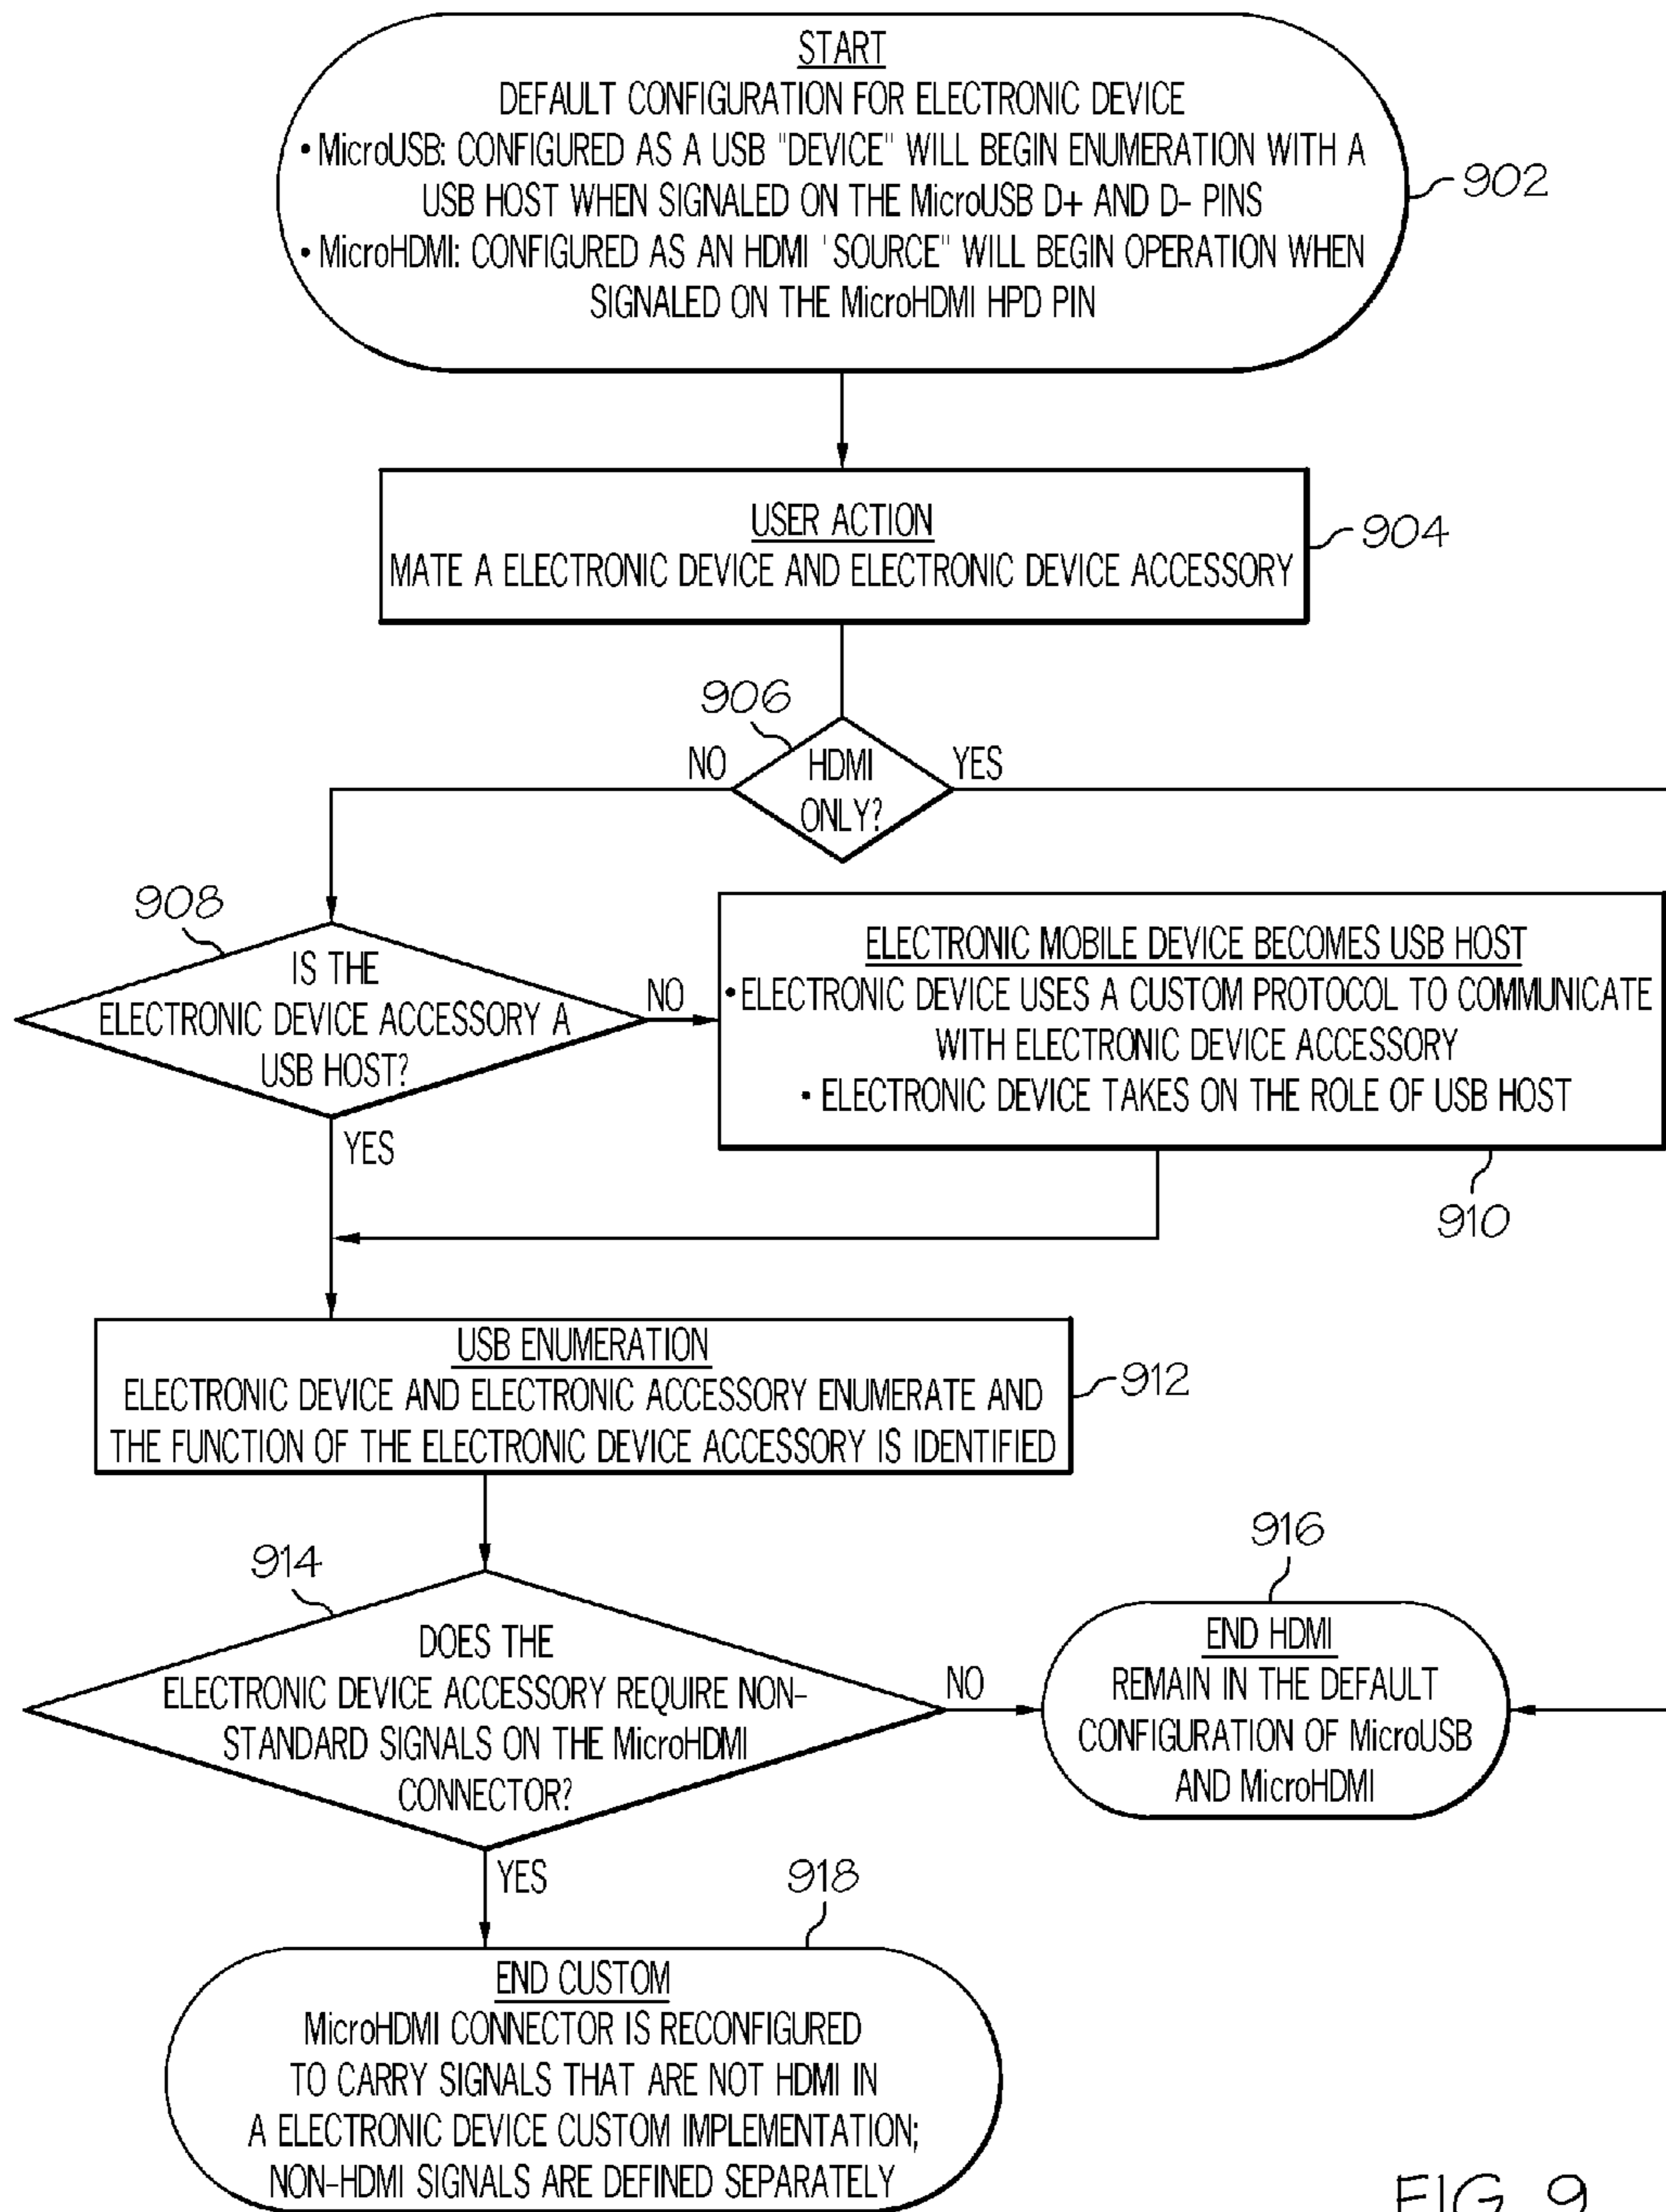 START
DEFAULT CONFIGURATION FOR ELECTRONIC DEVICE
• MicroUSB: CONFIGURED AS A USB "DEVICE" WILL BEGIN ENUMERATION WITH A
USB HOST WHEN SIGNALED ON THE MicroUSB D+ AND D- PINS
• MicroHDMI: CONFIGURED AS AN HDMI 'SOURCE" WILL BEGIN OPERATION WHEN
SIGNALED ON THE MicroHDMI HPD PIN
902
USER ACTION
MATE A ELECTRONIC DEVICE AND ELECTRONIC DEVICE ACCESSORY
904
906
NO
HDMI
ONLY?
YES
908
IS THE
ELECTRONIC DEVICE ACCESSORY A
USB HOST?
NO
YES
ELECTRONIC MOBILE DEVICE BECOMES USB HOST
• ELECTRONIC DEVICE USES A CUSTOM PROTOCOL TO COMMUNICATE
WITH ELECTRONIC DEVICE ACCESSORY
• ELECTRONIC DEVICE TAKES ON THE ROLE OF USB HOST
910
USB ENUMERATION
ELECTRONIC DEVICE AND ELECTRONIC ACCESSORY ENUMERATE AND
THE FUNCTION OF THE ELECTRONIC DEVICE ACCESSORY IS IDENTIFIED
912
914
DOES THE
ELECTRONIC DEVICE ACCESSORY REQUIRE NON-
STANDARD SIGNALS ON THE MicroHDMI
CONNECTOR?
NO
YES
916
END HDMI
REMAIN IN THE DEFAULT
CONFIGURATION OF MicroUSB
AND MicroHDMI
918
END CUSTOM
MicroHDMI CONNECTOR IS RECONFIGURED
TO CARRY SIGNALS THAT ARE NOT HDMI IN
A ELECTRONIC DEVICE CUSTOM IMPLEMENTATION;
NON-HDMI SIGNALS ARE DEFINED SEPARATELY
FIG. 9